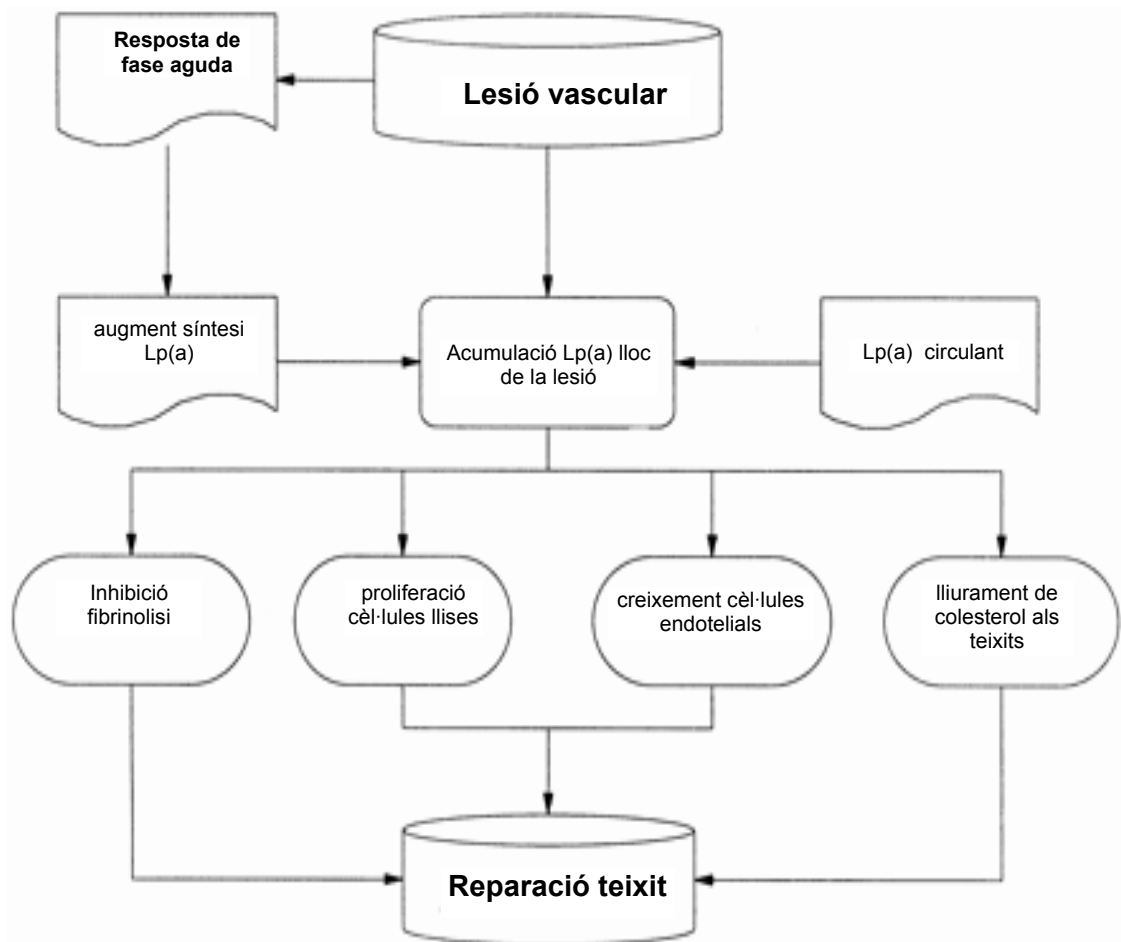 Resposta de
fase aguda
Lesió vascular
augment síntesi
Lp(a)
Acumulació Lp(a) lloc
de la lesió
Lp(a) circulant
Inhibició
fibrinolisi
proliferació
cèl·lules llises
creixement cèl·lules
endotelials
lliurament de
colesterol als
teixits
Reparació teixit